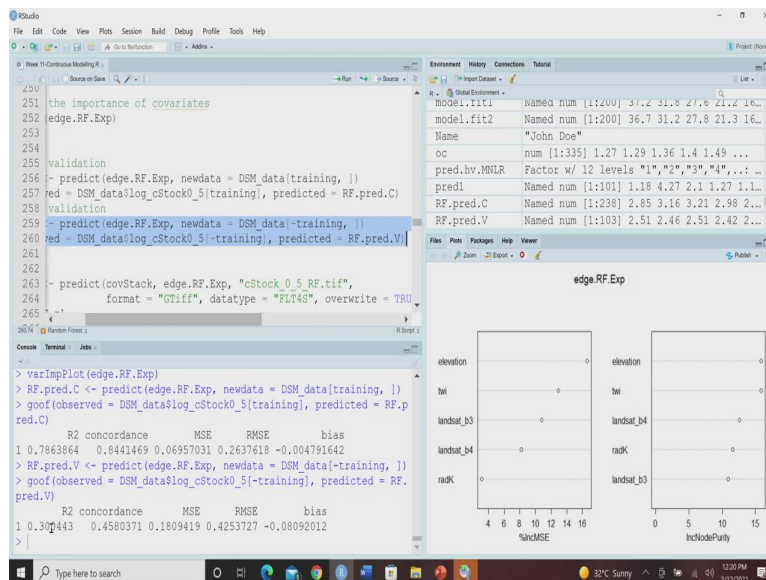 RStudio
File Edit Code View Plots Session Build Debug Profile Tools Help
Go to file/function Addins Project: (None)
Week 11-Continuous Modelling.R
Source on Save Run Source
250
251 the importance of covariates
252 (edge.RF.Exp)
253
254
255 validation
256 <- predict(edge.RF.Exp, newdata = DSM_data[training, ])
257 ved = DSM_data$log_cStock0_5[training], predicted = RF.pred.C)
258 validation
259 <- predict(edge.RF.Exp, newdata = DSM_data[-training, ])
260 ved = DSM_data$log_cStock0_5[-training], predicted = RF.pred.V)
261
262
263 <- predict(covStack, edge.RF.Exp, "cStock_0_5_RF.tif",
264 format = "GTiff", datatype = "FLT4S", overwrite = TRU
265
260:74 Random Forest R Script
Console Terminal Jobs
> varImpPlot(edge.RF.Exp)
> RF.pred.C <- predict(edge.RF.Exp, newdata = DSM_data[training, ])
> goof(observed = DSM_data$log_cStock0_5[training], predicted = RF.p
red.C)
R2 concordance MSE RMSE bias
1 0.7863864 0.8441469 0.06957031 0.2637618 -0.004791642
> RF.pred.V <- predict(edge.RF.Exp, newdata = DSM_data[-training, ])
> goof(observed = DSM_data$log_cStock0_5[-training], predicted = RF.
pred.V)
R2 concordance MSE RMSE bias
1 0.4580371 0.1809419 0.4253727 -0.08092012
>
Environment History Connections Tutorial
Import Dataset List
R Global Environment
model.fit1 Named num [1:200] 37.2 31.8 27.6 21.2 16...
model.fit2 Named num [1:200] 36.7 31.2 27.8 21.3 16...
Name "John Doe"
oc num [1:335] 1.27 1.29 1.36 1.4 1.49 ...
pred.hv.MNLR Factor w/ 12 levels "1","2","3","4",..: ...
pred1 Named num [1:101] 1.18 4.27 2.1 1.27 1.1...
RF.pred.C Named num [1:238] 2.85 3.16 3.21 2.98 2...
RF.pred.V Named num [1:103] 2.51 2.46 2.51 2.42 2...
Files Plots Packages Help Viewer
Zoom Export Publish
edge.RF.Exp
elevation
twi
landsat_b3
landsat_b4
radK
4 6 8 10 12 14 16
%IncMSE
elevation
twi
landsat_b4
radK
landsat_b3
0 5 10 15
IncNodePurity
Type here to search
32°C Sunny
12:20 PM